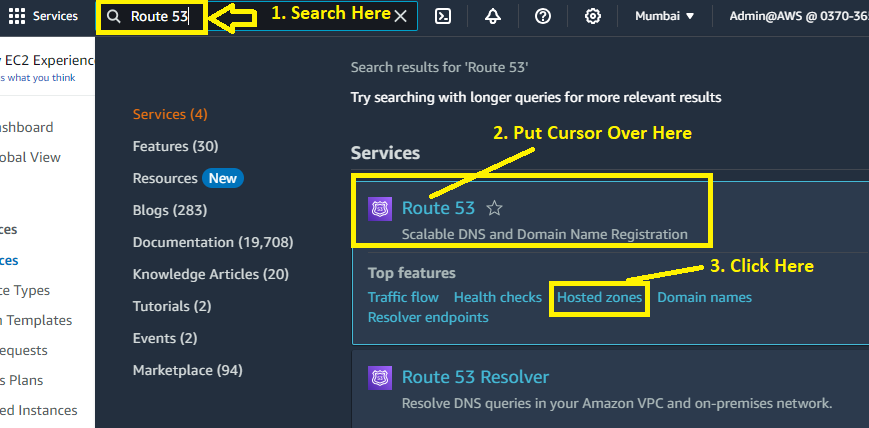 Services
Route 53
1. Search Here
Mumbai
Admin@AWS @ 0370-365
EC2 Experience
what you think
Search results for 'Route 53'
Try searching with longer queries for more relevant results
Services (4)
Features (30)
Resources New
Blogs (283)
Documentation (19,708)
Knowledge Articles (20)
Tutorials (2)
Events (2)
Marketplace (94)
2. Put Cursor Over Here
Services
Route 53
Scalable DNS and Domain Name Registration
3. Click Here
Top features
Traffic flow Health checks Hosted zones Domain names
Resolver endpoints
Route 53 Resolver
Resolve DNS queries in your Amazon VPC and on-premises network.
shboard
obal View
ces
ces
ce Types
Templates
equests
s Plans
ed Instances